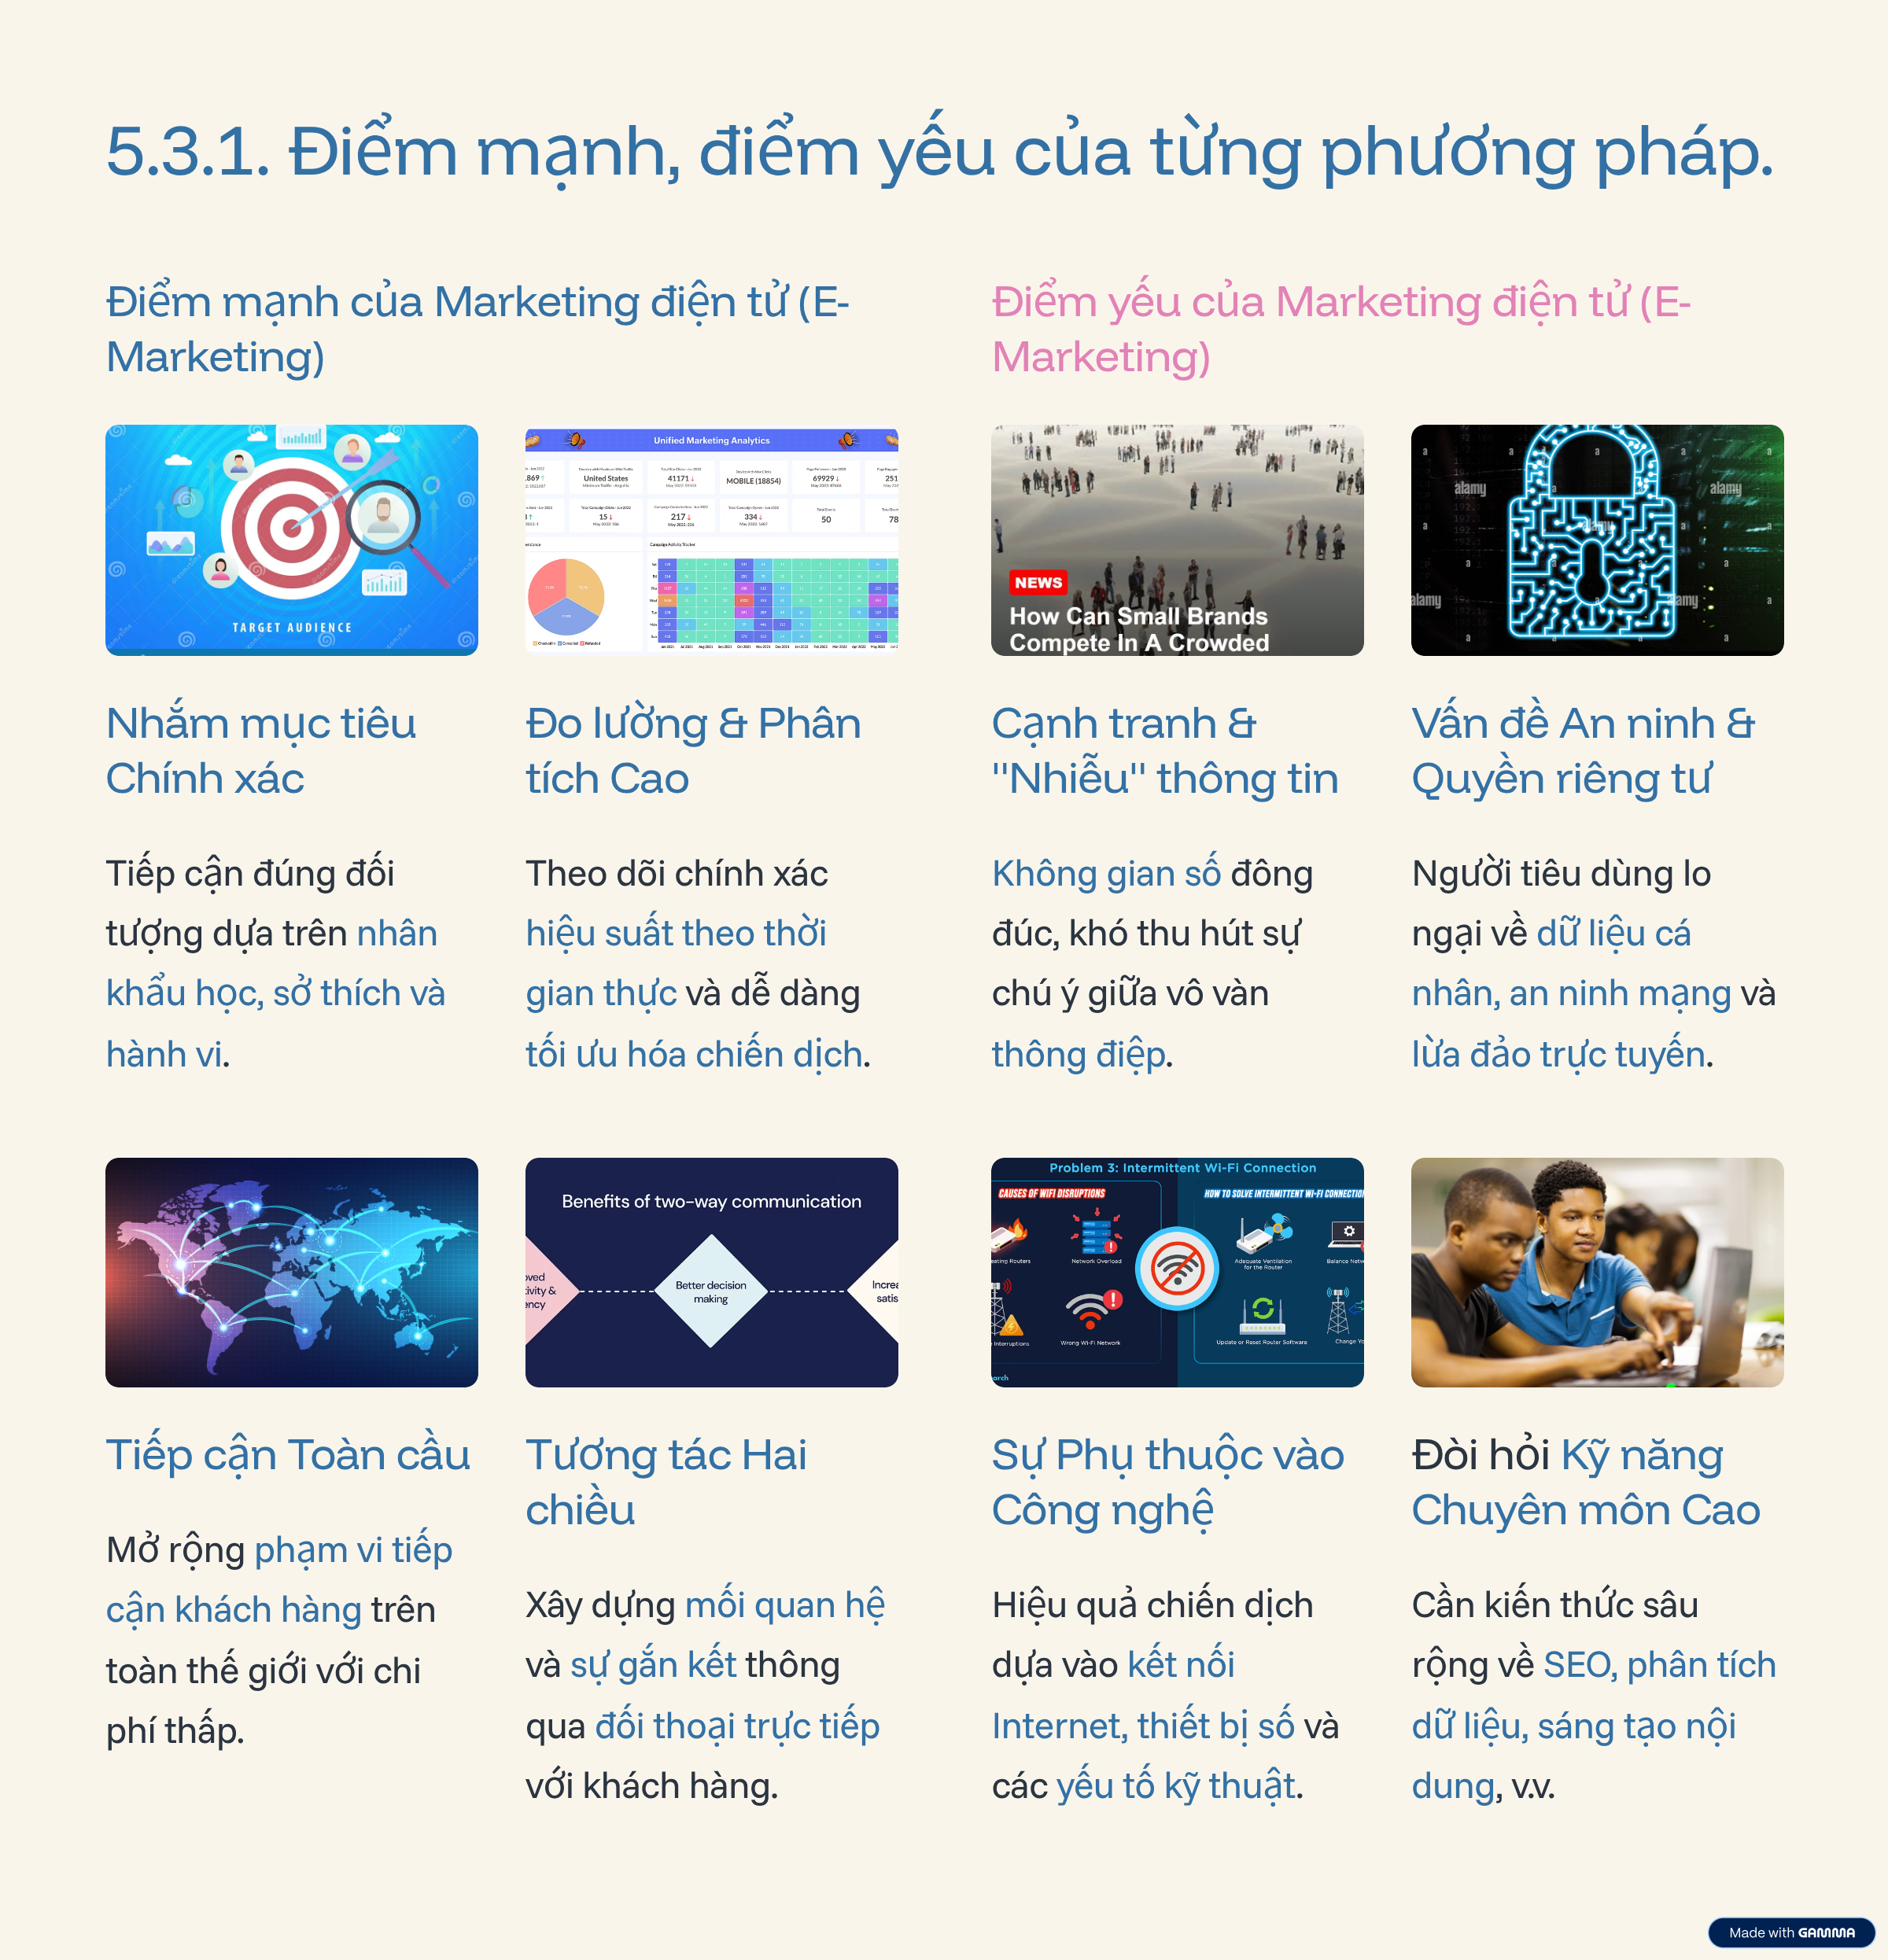 5.3.1. Điểm mạnh, điểm yếu của từng phương pháp.
Điểm mạnh của Marketing điện tử (E-
Marketing)
TARGET AUDIENCE
Unified Marketing Analytics
United States
41171
MOBILE (18854)
69929
251
15
217
334
50
78
Campaign Activity Tracker
Nhắm mục tiêu
Chính xác
Tiếp cận đúng đối
tượng dựa trên nhân
khẩu học, sở thích và
hành vi.
Đo lường & Phân
tích Cao
Theo dõi chính xác
hiệu suất theo thời
gian thực và dễ dàng
tối ưu hóa chiến dịch.
Benefits of two-way communication
Better decision
making
Tiếp cận Toàn cầu
Mở rộng phạm vi tiếp
cận khách hàng trên
toàn thế giới với chi
phí thấp.
Tương tác Hai
chiều
Xây dựng mối quan hệ
và sự gắn kết thông
qua đối thoại trực tiếp
với khách hàng.
Điểm yếu của Marketing điện tử (E-
Marketing)
NEWS
How Can Small Brands
Compete In A Crowded
alamy
alamy
alamy
Cạnh tranh &
"Nhiễu" thông tin
Không gian số đông
đúc, khó thu hút sự
chú ý giữa vô vàn
thông điệp.
Vấn đề An ninh &
Quyền riêng tư
Người tiêu dùng lo
ngại về dữ liệu cá
nhân, an ninh mạng và
lừa đảo trực tuyến.
Problem 3: Intermittent Wi-Fi Connection
CAUSES OF WIFI DISRUPTIONS
HOW TO SOLVE INTERMITTENT WI-FI CONNECTION
Network Overload
Adequate Ventilation
for the Router
Wrong Wi-Fi Network
Update or Reset Router Software
Sự Phụ thuộc vào
Công nghệ
Hiệu quả chiến dịch
dựa vào kết nối
Internet, thiết bị số và
các yếu tố kỹ thuật.
Đòi hỏi Kỹ năng
Chuyên môn Cao
Cần kiến thức sâu
rộng về SEO, phân tích
dữ liệu, sáng tạo nội
dung, v.v.
Made with GAMMA